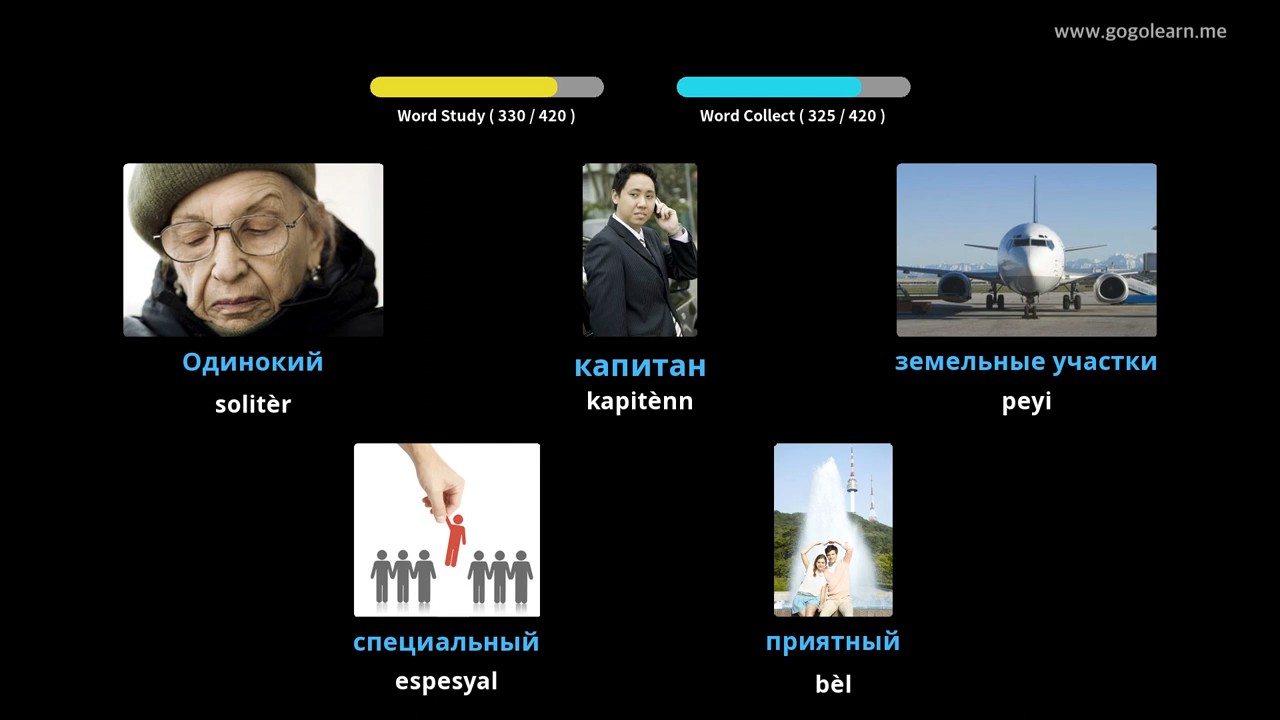 www.gogolearn.me
Word Study ( 330 / 420 )
Word Collect ( 325 / 420 )
Одинокий
solitèr
капитан
kapitènn
земельные участки
peyi
специальный
espesyal
приятный
bèl